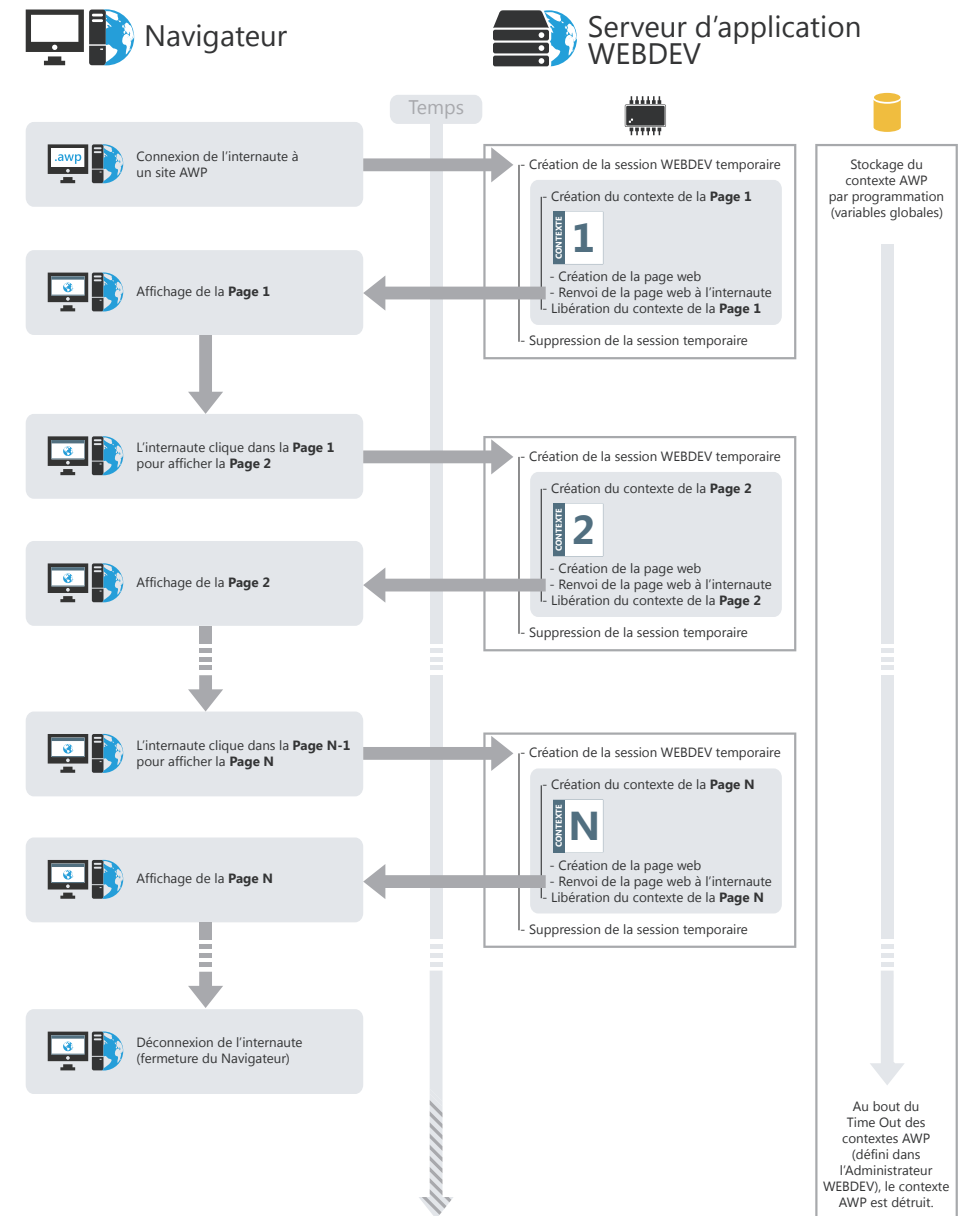 Navigateur
Serveur d'application
WEBDEV
Temps
.awp
Connexion de l'internaute à
un site AWP
- Création de la session WEBDEV temporaire
- Création du contexte de la Page 1
CONTEXTE
1
- Création de la page web
- Renvoi de la page web à l'internaute
- Libération du contexte de la Page 1
- Suppression de la session temporaire
Stockage du
contexte AWP
par programmation
(variables globales)
Affichage de la Page 1
L'internaute clique dans la Page 1
pour afficher la Page 2
- Création de la session WEBDEV temporaire
- Création du contexte de la Page 2
CONTEXTE
2
- Création de la page web
- Renvoi de la page web à l'internaute
- Libération du contexte de la Page 2
- Suppression de la session temporaire
Affichage de la Page 2
L'internaute clique dans la Page N-1
pour afficher la Page N
- Création de la session WEBDEV temporaire
- Création du contexte de la Page N
CONTEXTE
N
- Création de la page web
- Renvoi de la page web à l'internaute
- Libération du contexte de la Page N
- Suppression de la session temporaire
Affichage de la Page N
Déconnexion de l'internaute
(fermeture du Navigateur)
Au bout du
Time Out des
contextes AWP
(défini dans
l'Administrateur
WEBDEV), le contexte
AWP est détruit.